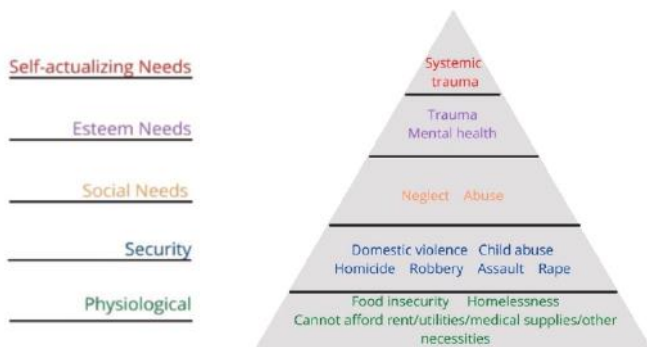 Self-actualizing Needs
Systemic
trauma
Esteem Needs
Trauma
Mental health
Social Needs
Neglect Abuse
Security
Domestic violence Child abuse
Homicide Robbery Assault Rape
Physiological
Food insecurity Homelessness
Cannot afford rent/utilities/medical supplies/other
necessities